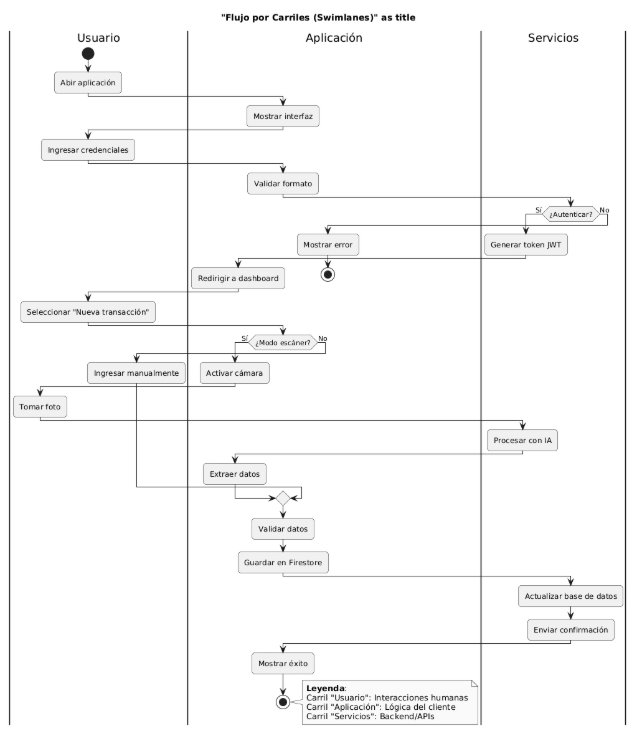 "Flujo por Carriles (Swimlanes)" as title
Usuario
Aplicación
Servicios
Abir aplicación
Mostrar interfaz
Ingresar credenciales
Validar formato
Sí
¿Autenticar?
No
Mostrar error
Generar token JWT
Redirigir a dashboard
Seleccionar "Nueva transacción"
Sí
¿Modo escáner?
No
Ingresar manualmente
Activar cámara
Tomar foto
Procesar con IA
Extraer datos
Validar datos
Guardar en Firestore
Actualizar base de datos
Enviar confirmación
Mostrar éxito
Leyenda:
Carril "Usuario": Interacciones humanas
Carril "Aplicación": Lógica del cliente
Carril "Servicios": Backend/APIs